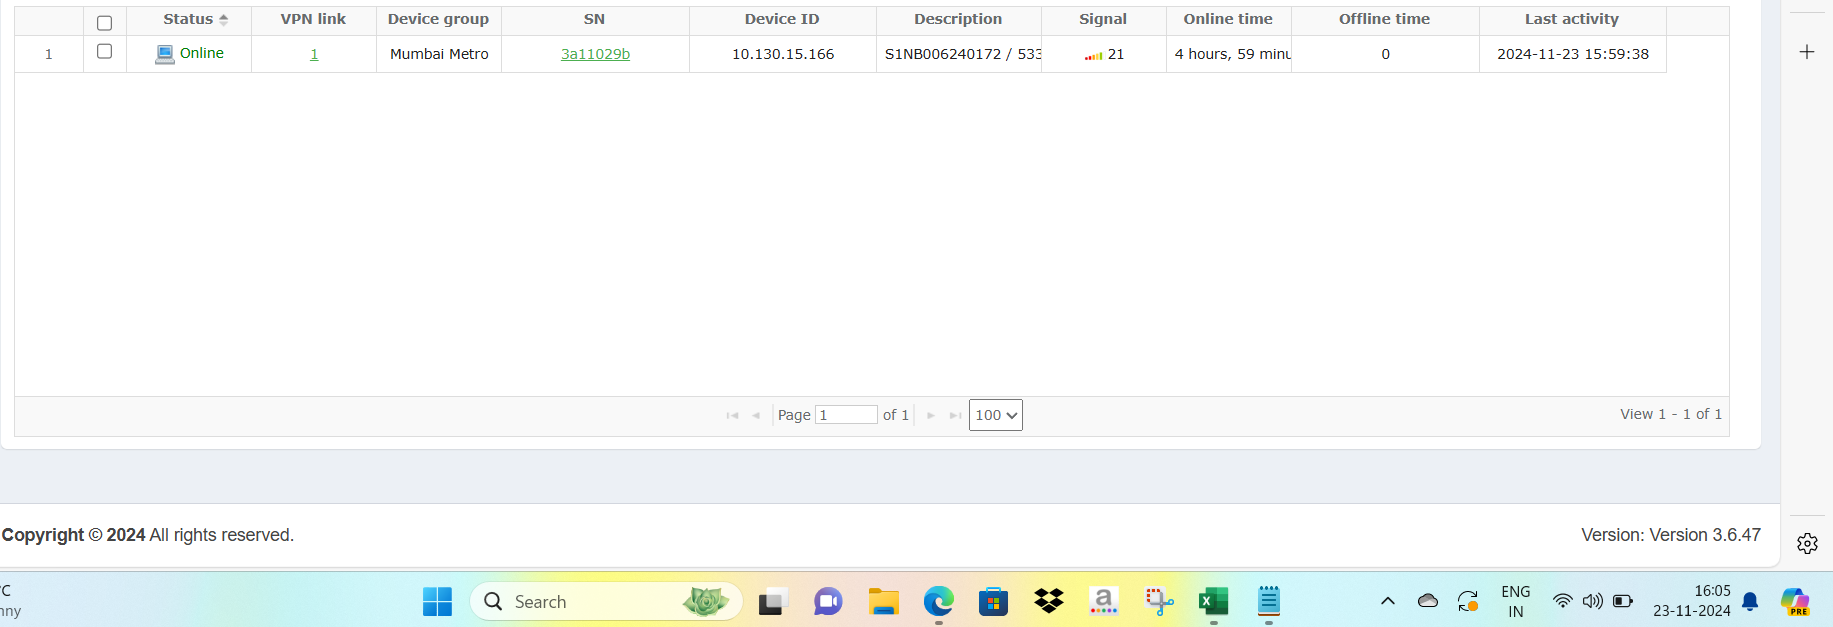 Status VPN link Device group SN Device ID Description Signal Online time Offline time Last activity
1 Online 1 Mumbai Metro 3a11029b 10.130.15.166 S1NB006240172 / 533 21 4 hours, 59 minu 0 2024-11-23 15:59:38
Page 1 of 1 100 View 1 - 1 of 1
Copyright © 2024 All rights reserved. Version: Version 3.6.47
°C
nny
Search
a
X
ENG
IN
16:05
23-11-2024
PRE